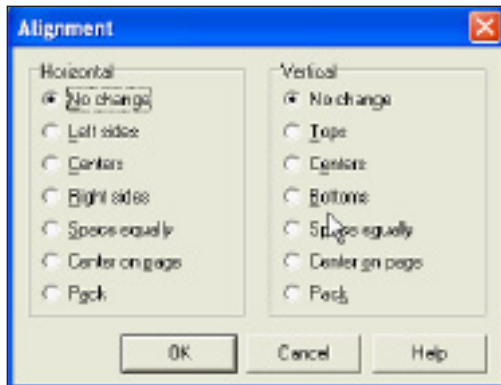 Alignment
Horizontal
No change
Left sides
Centers
Right sides
Space equally
Center on page
Pack
Vertical
No change
Tops
Centers
Bottoms
Space equally
Center on page
Pack
OK
Cancel
Help